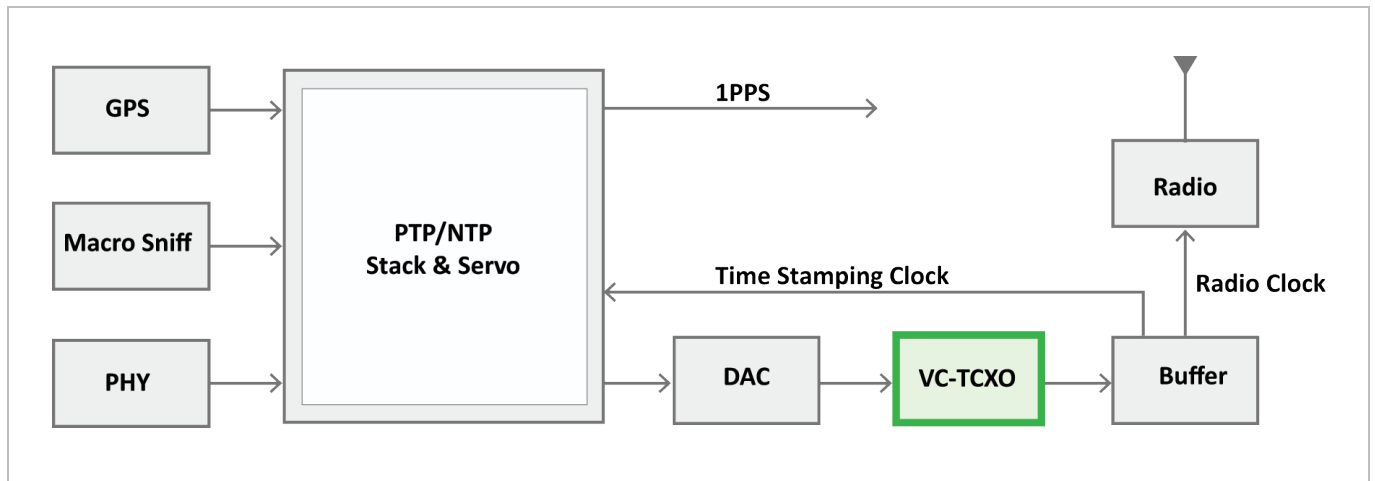 GPS
Macro Sniff
PHY
PTP/NTP
Stack & Servo
1PPS
Time Stamping Clock
DAC
VC-TCXO
Buffer
Radio Clock
Radio